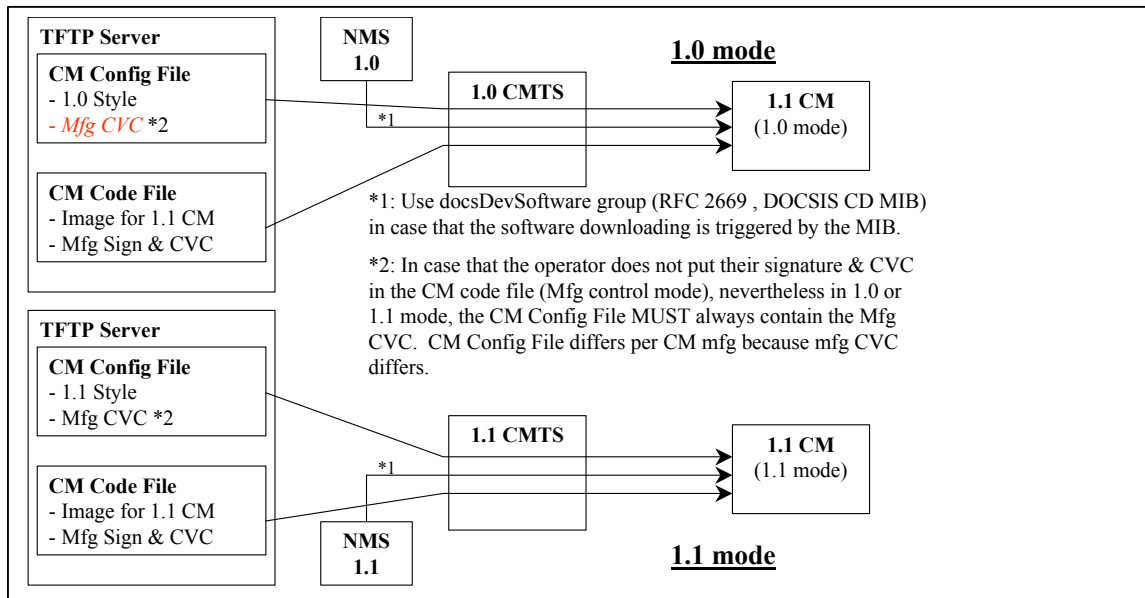 TFTP Server
CM Config File
- 1.0 Style
- Mfg CVC *2
CM Code File
- Image for 1.1 CM
- Mfg Sign & CVC
NMS
1.0
*1
1.0 mode
1.0 CMTS
1.1 CM
(1.0 mode)
*1: Use docsDevSoftware group (RFC 2669 , DOCSIS CD MIB)
in case that the software downloading is triggered by the MIB.
*2: In case that the operator does not put their signature & CVC
in the CM code file (Mfg control mode), nevertheless in 1.0 or
1.1 mode, the CM Config File MUST always contain the Mfg
CVC. CM Config File differs per CM mfg because mfg CVC
differs.
TFTP Server
CM Config File
- 1.1 Style
- Mfg CVC *2
CM Code File
- Image for 1.1 CM
- Mfg Sign & CVC
*1
NMS
1.1
1.1 CMTS
1.1 CM
(1.1 mode)
1.1 mode